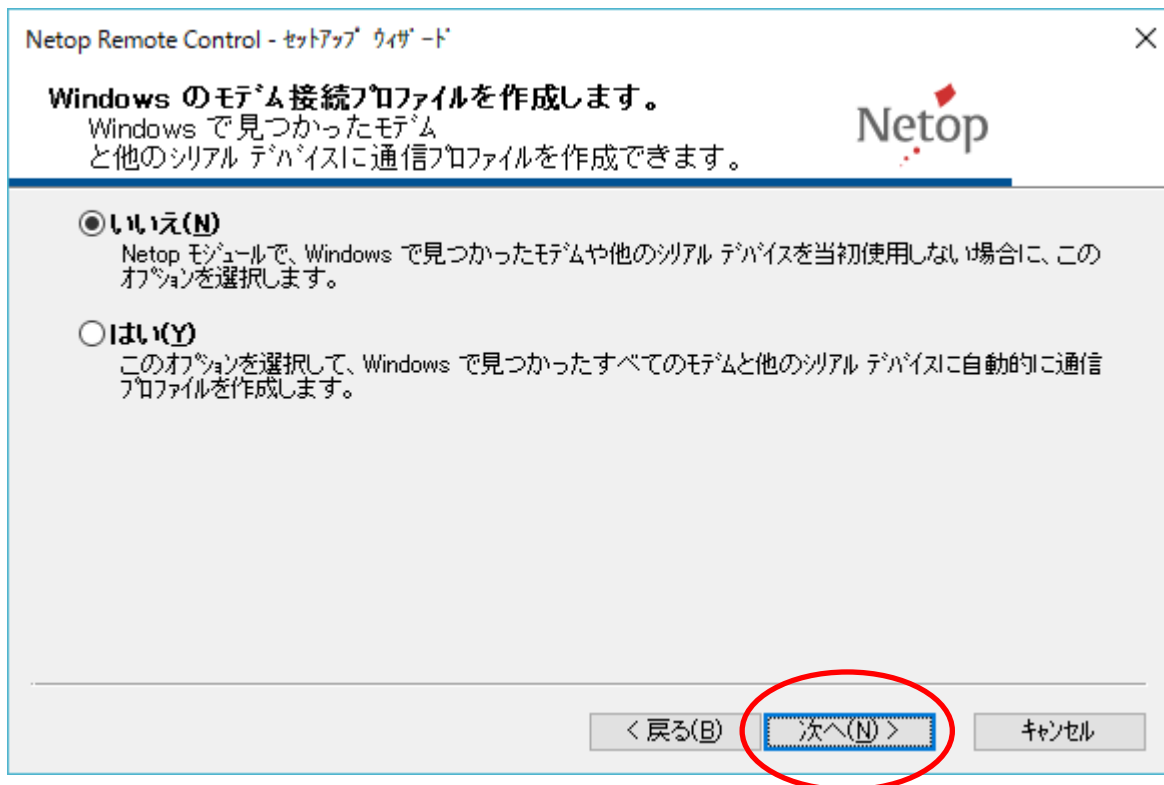 Netop Remote Control - ｾｯﾄｱｯﾌﾟ ｳｨｻﾞｰﾄﾞ
Windows のﾓﾃﾞﾑ接続ﾌﾟﾛﾌｧｲﾙを作成します。
Windows で見つかったﾓﾃﾞﾑ
と他のｼﾘｱﾙ ﾃﾞﾊﾞｲｽに通信ﾌﾟﾛﾌｧｲﾙを作成できます。
Netop
いいえ(N)
Netop ﾓｼﾞｭｰﾙで、Windows で見つかったﾓﾃﾞﾑや他のｼﾘｱﾙ ﾃﾞﾊﾞｲｽを当初使用しない場合に、この
ｵﾌﾟｼｮﾝを選択します。
はい(Y)
このｵﾌﾟｼｮﾝを選択して、Windows で見つかったすべてのﾓﾃﾞﾑと他のｼﾘｱﾙ ﾃﾞﾊﾞｲｽに自動的に通信
ﾌﾟﾛﾌｧｲﾙを作成します。
< 戻る(B) 次へ(N) > ｷｬﾝｾﾙ